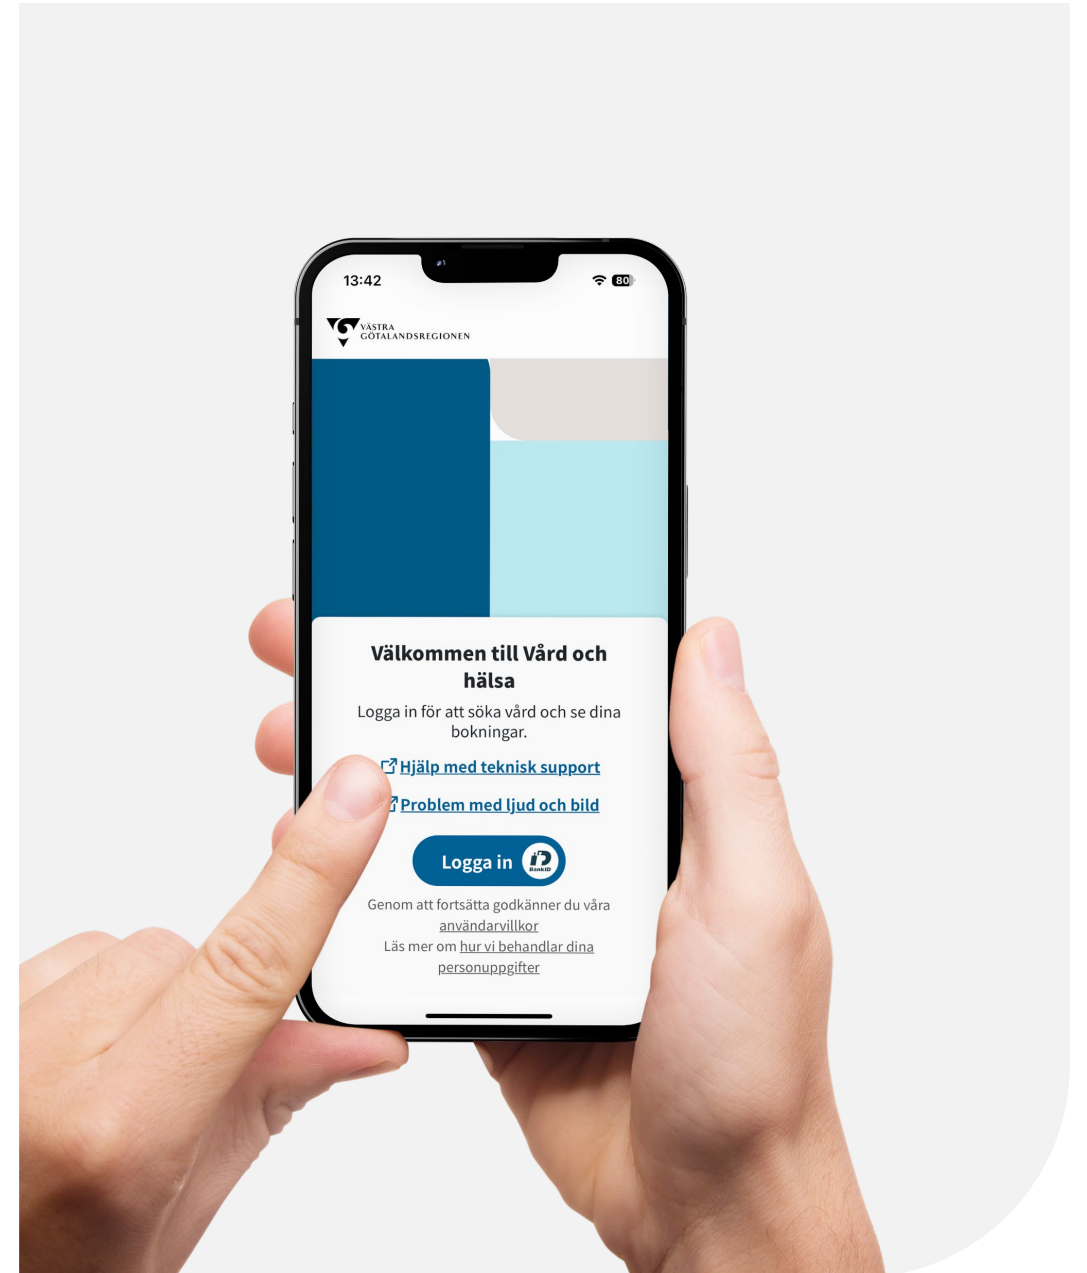 13:42
80
VÄSTRA
GÖTALANDSREGIONEN
Välkommen till Vård och
hälsa
Logga in för att söka vård och se dina
bokningar.
Hjälp med teknisk support
Problem med ljud och bild
Logga in
BankID
Genom att fortsätta godkänner du våra
användarvillkor
Läs mer om hur vi behandlar dina
personuppgifter